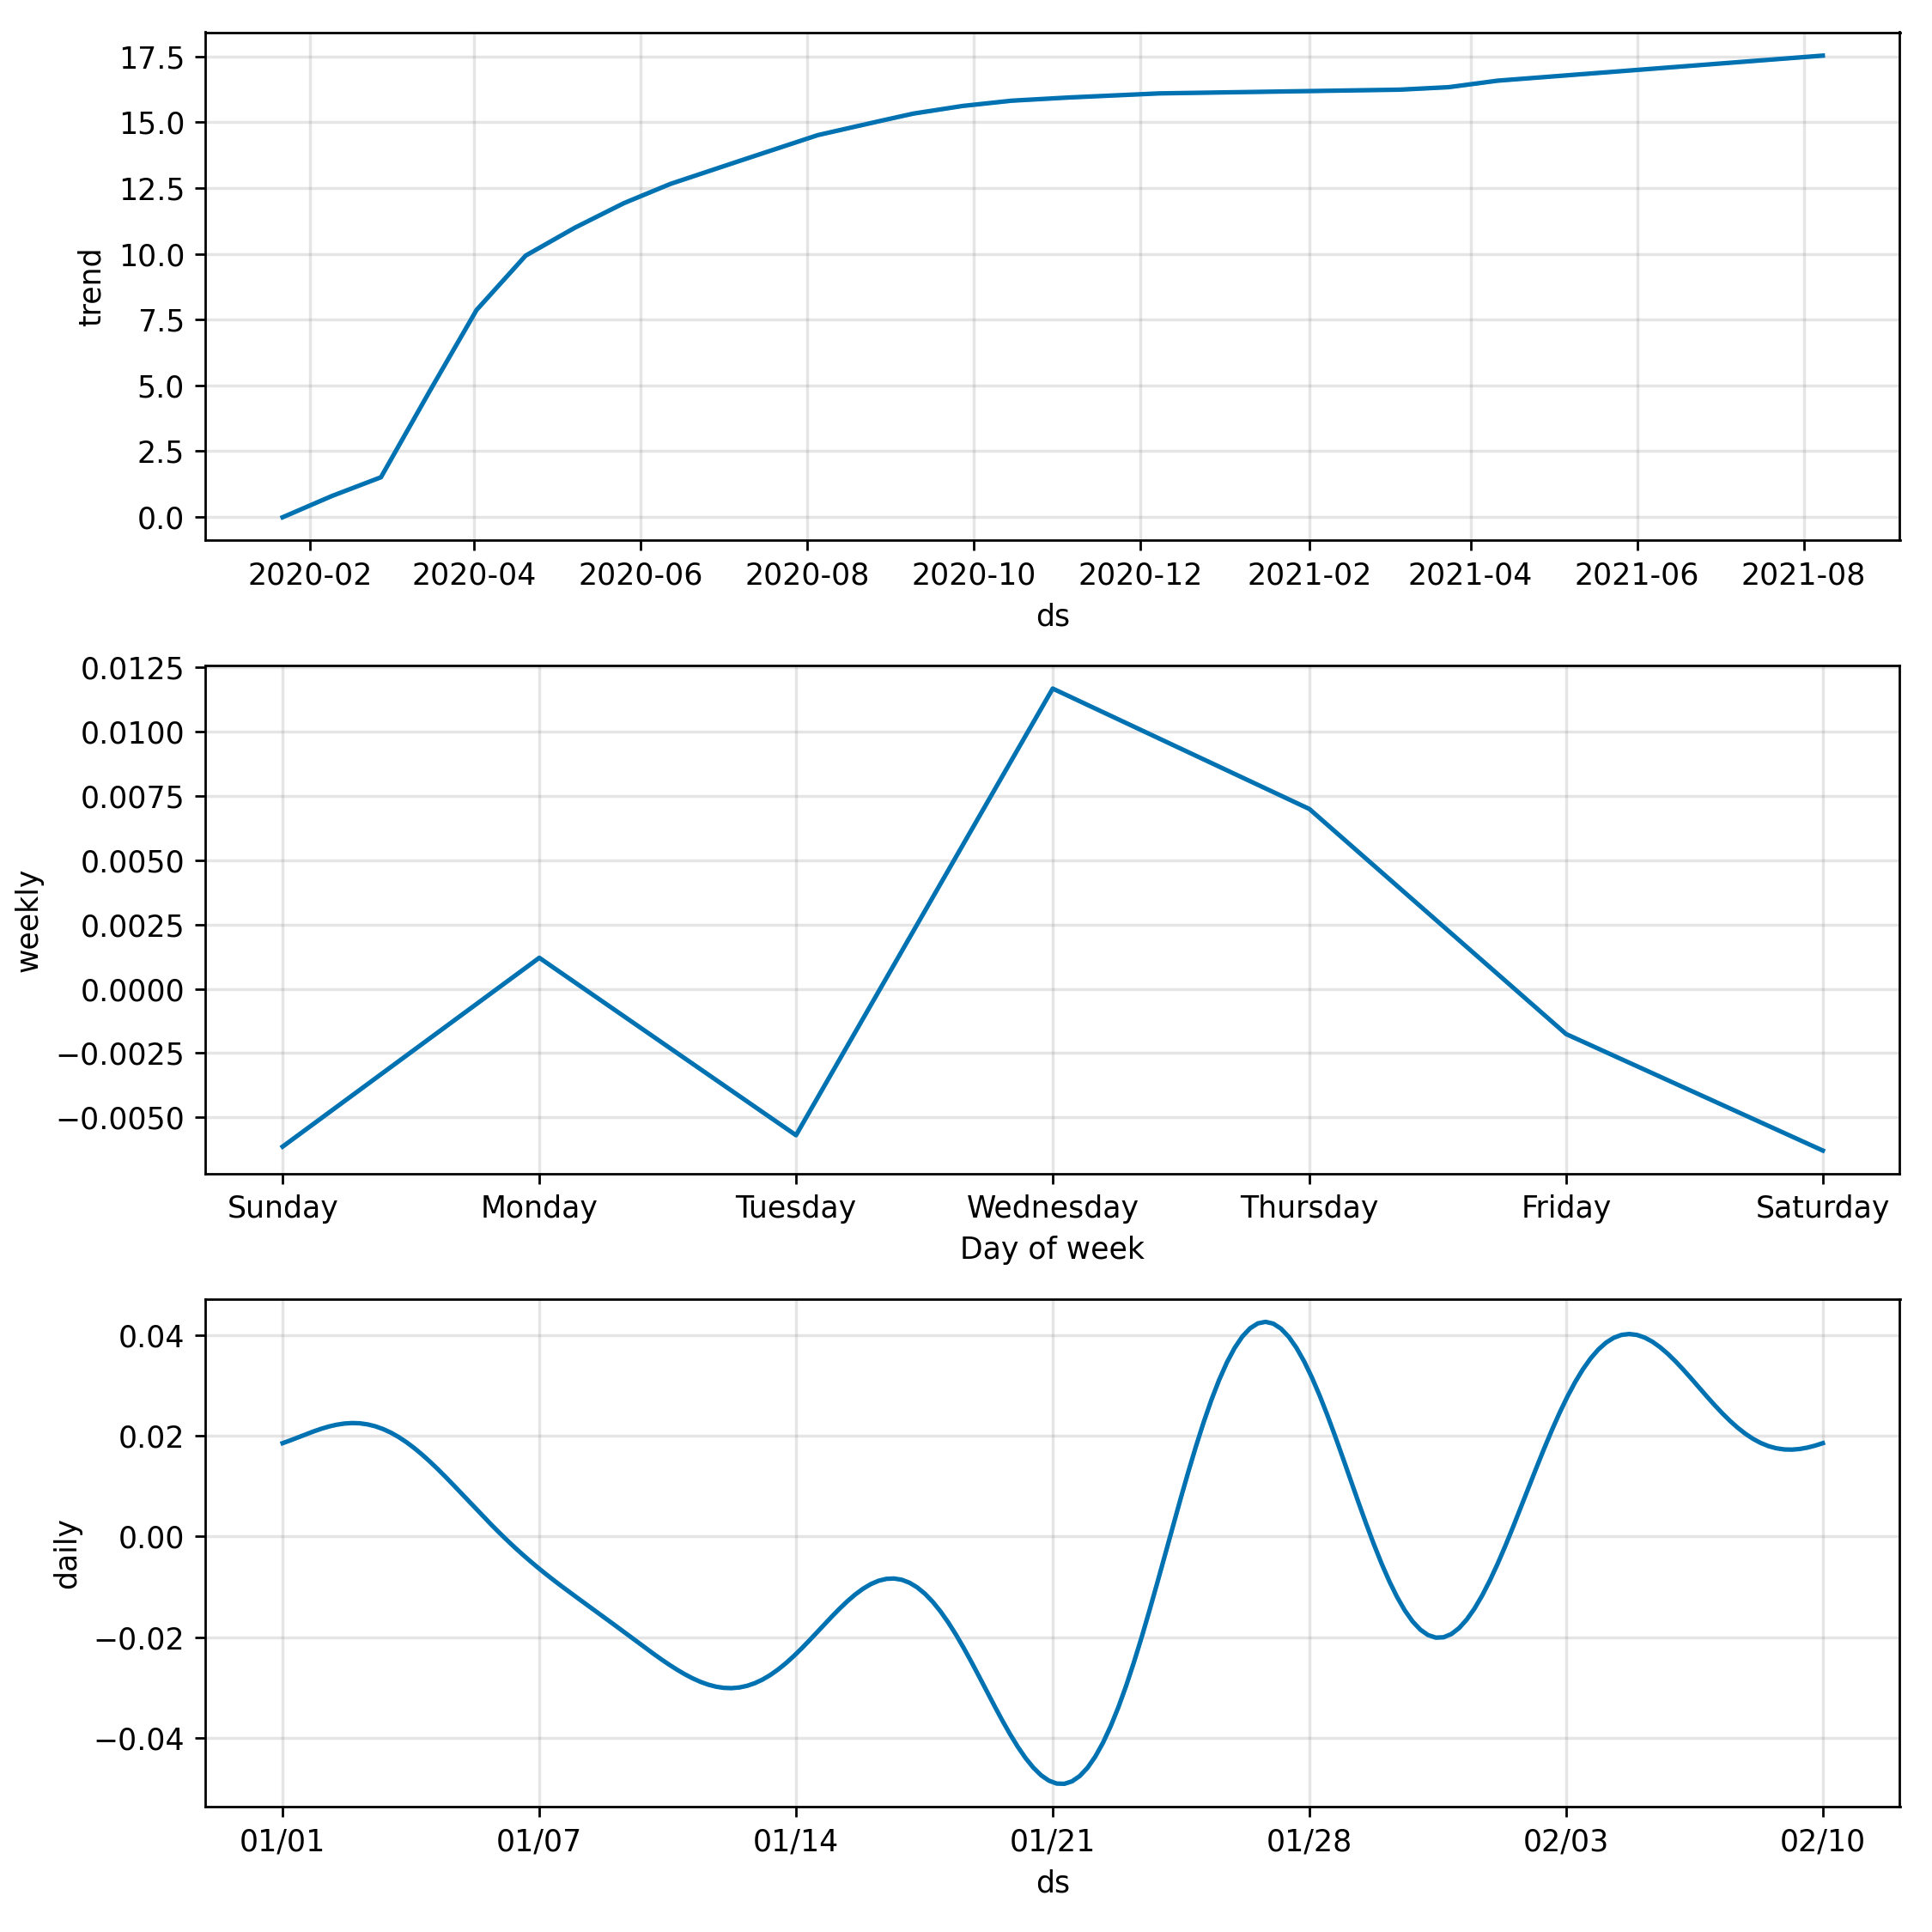 17.5
15.0
12.5
10.0
7.5
5.0
2.5
0.0
trend
2020-02 2020-04 2020-06 2020-08 2020-10 2020-12 2021-02 2021-04 2021-06 2021-08
ds
0.0125
0.0100
0.0075
0.0050
0.0025
0.0000
−0.0025
−0.0050
weekly
Sunday Monday Tuesday Wednesday Thursday Friday Saturday
Day of week
0.04
0.02
0.00
−0.02
−0.04
daily
01/01 01/07 01/14 01/21 01/28 02/03 02/10
ds